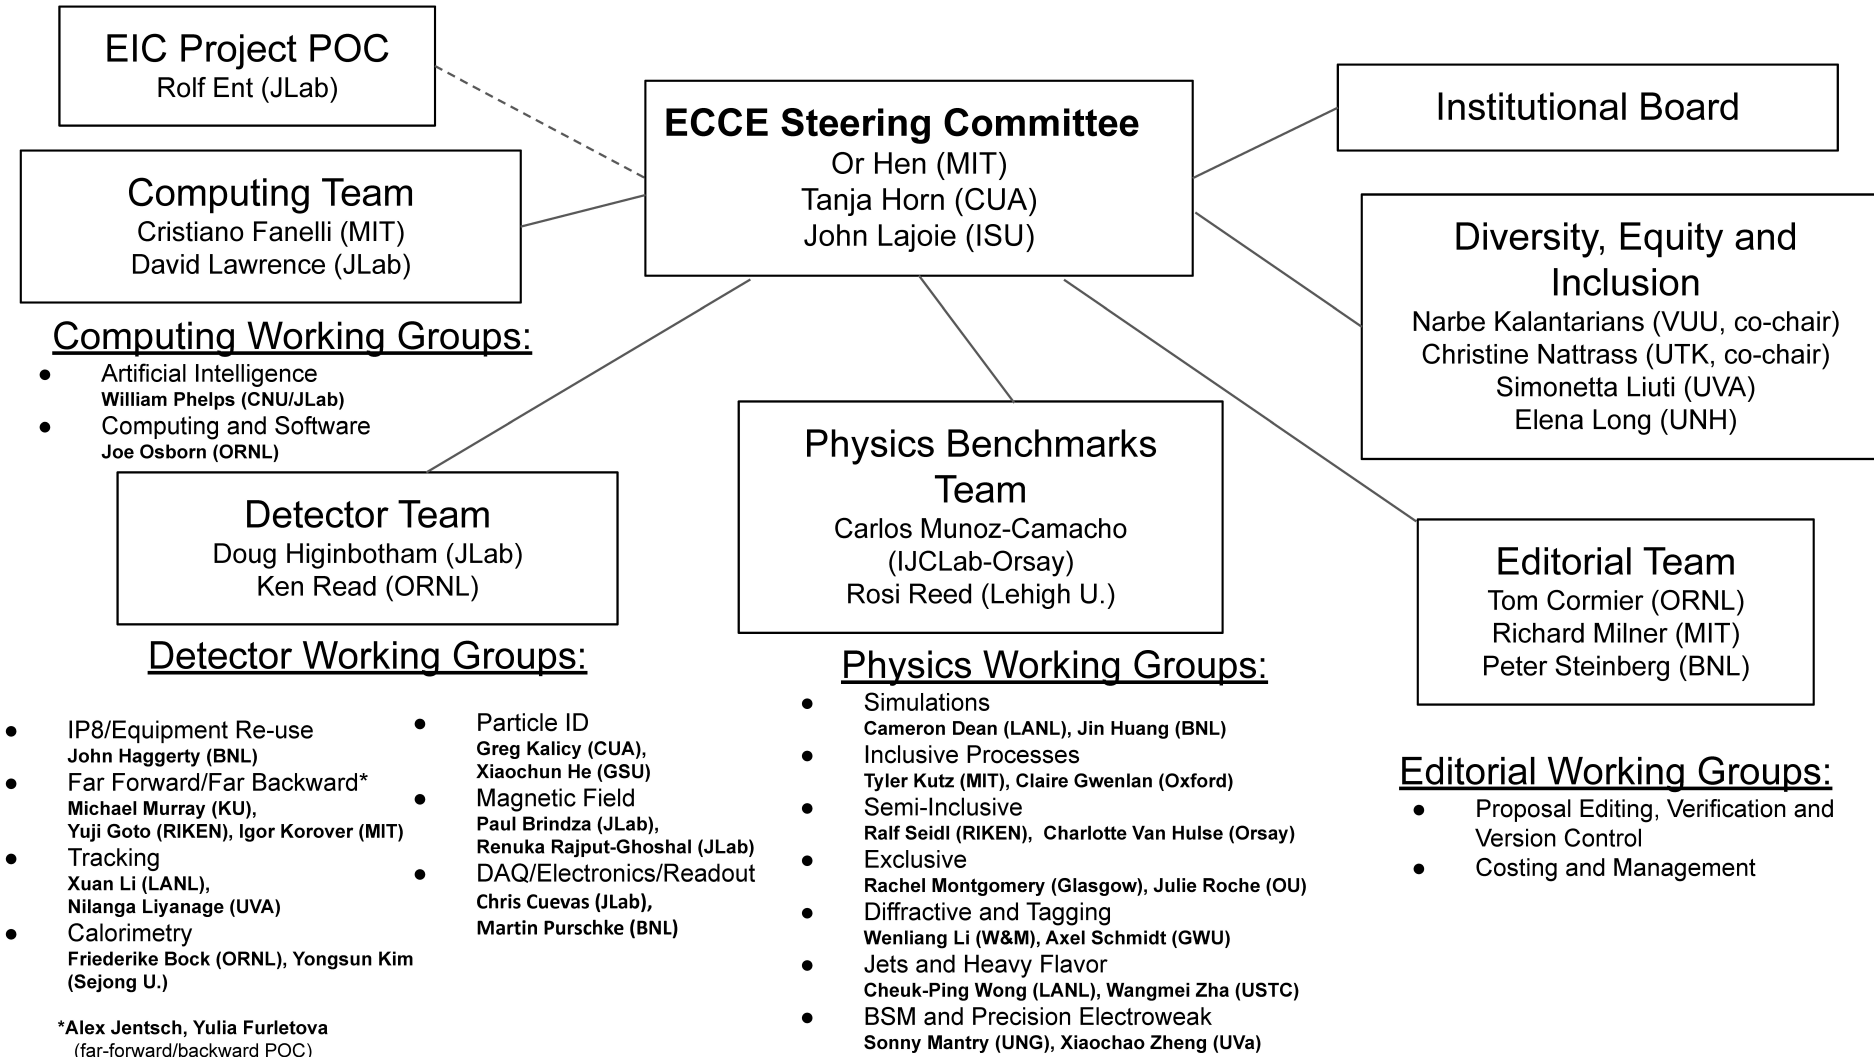 EIC Project POC
Rolf Ent (JLab)
ECCE Steering Committee
Or Hen (MIT)
Tanja Horn (CUA)
John Lajoie (ISU)
Institutional Board
Computing Team
Cristiano Fanelli (MIT)
David Lawrence (JLab)
Diversity, Equity and
Inclusion
Narbe Kalantarians (VUU, co-chair)
Christine Nattrass (UTK, co-chair)
Simonetta Liuti (UVA)
Elena Long (UNH)
Computing Working Groups:
● Artificial Intelligence
William Phelps (CNU/JLab)
● Computing and Software
Joe Osborn (ORNL)
Detector Team
Doug Higinbotham (JLab)
Ken Read (ORNL)
Physics Benchmarks
Team
Carlos Munoz-Camacho
(IJCLab-Orsay)
Rosi Reed (Lehigh U.)
Editorial Team
Tom Cormier (ORNL)
Richard Milner (MIT)
Peter Steinberg (BNL)
Detector Working Groups:
● IP8/Equipment Re-use
John Haggerty (BNL)
● Far Forward/Far Backward*
Michael Murray (KU),
Yuji Goto (RIKEN), Igor Korover (MIT)
● Tracking
Xuan Li (LANL),
Nilanga Liyanage (UVA)
● Calorimetry
Friederike Bock (ORNL), Yongsun Kim
(Sejong U.)
*Alex Jentsch, Yulia Furletova
(far-forward/backward POC)
● Particle ID
Greg Kalicy (CUA),
Xiaochun He (GSU)
● Magnetic Field
Paul Brindza (JLab),
Renuka Rajput-Ghoshal (JLab)
● DAQ/Electronics/Readout
Chris Cuevas (JLab),
Martin Purschke (BNL)
Physics Working Groups:
● Simulations
Cameron Dean (LANL), Jin Huang (BNL)
● Inclusive Processes
Tyler Kutz (MIT), Claire Gwenlan (Oxford)
● Semi-Inclusive
Ralf Seidl (RIKEN), Charlotte Van Hulse (Orsay)
● Exclusive
Rachel Montgomery (Glasgow), Julie Roche (OU)
● Diffractive and Tagging
Wenliang Li (W&M), Axel Schmidt (GWU)
● Jets and Heavy Flavor
Cheuk-Ping Wong (LANL), Wangmei Zha (USTC)
● BSM and Precision Electroweak
Sonny Mantry (UNG), Xiaochao Zheng (UVa)
Editorial Working Groups:
● Proposal Editing, Verification and
Version Control
● Costing and Management